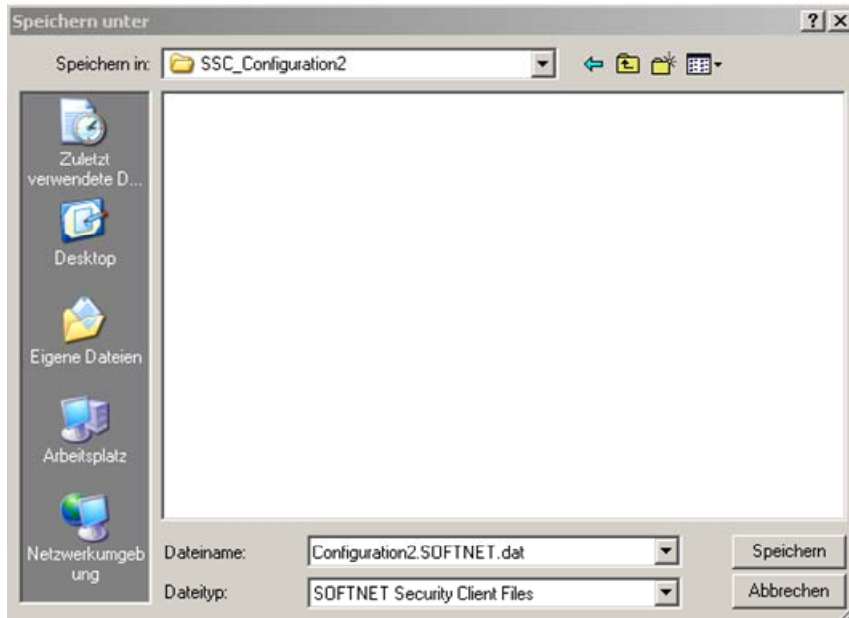 Speichern unter
Speichern in: SSC_Configuration2
Zuletzt
verwendete D...
Desktop
Eigene Dateien
Arbeitsplatz
Netzwerkumgeb
ung
Dateiname: Configuration2.SOFTNET.dat Speichern
Dateityp: SOFTNET Security Client Files Abbrechen